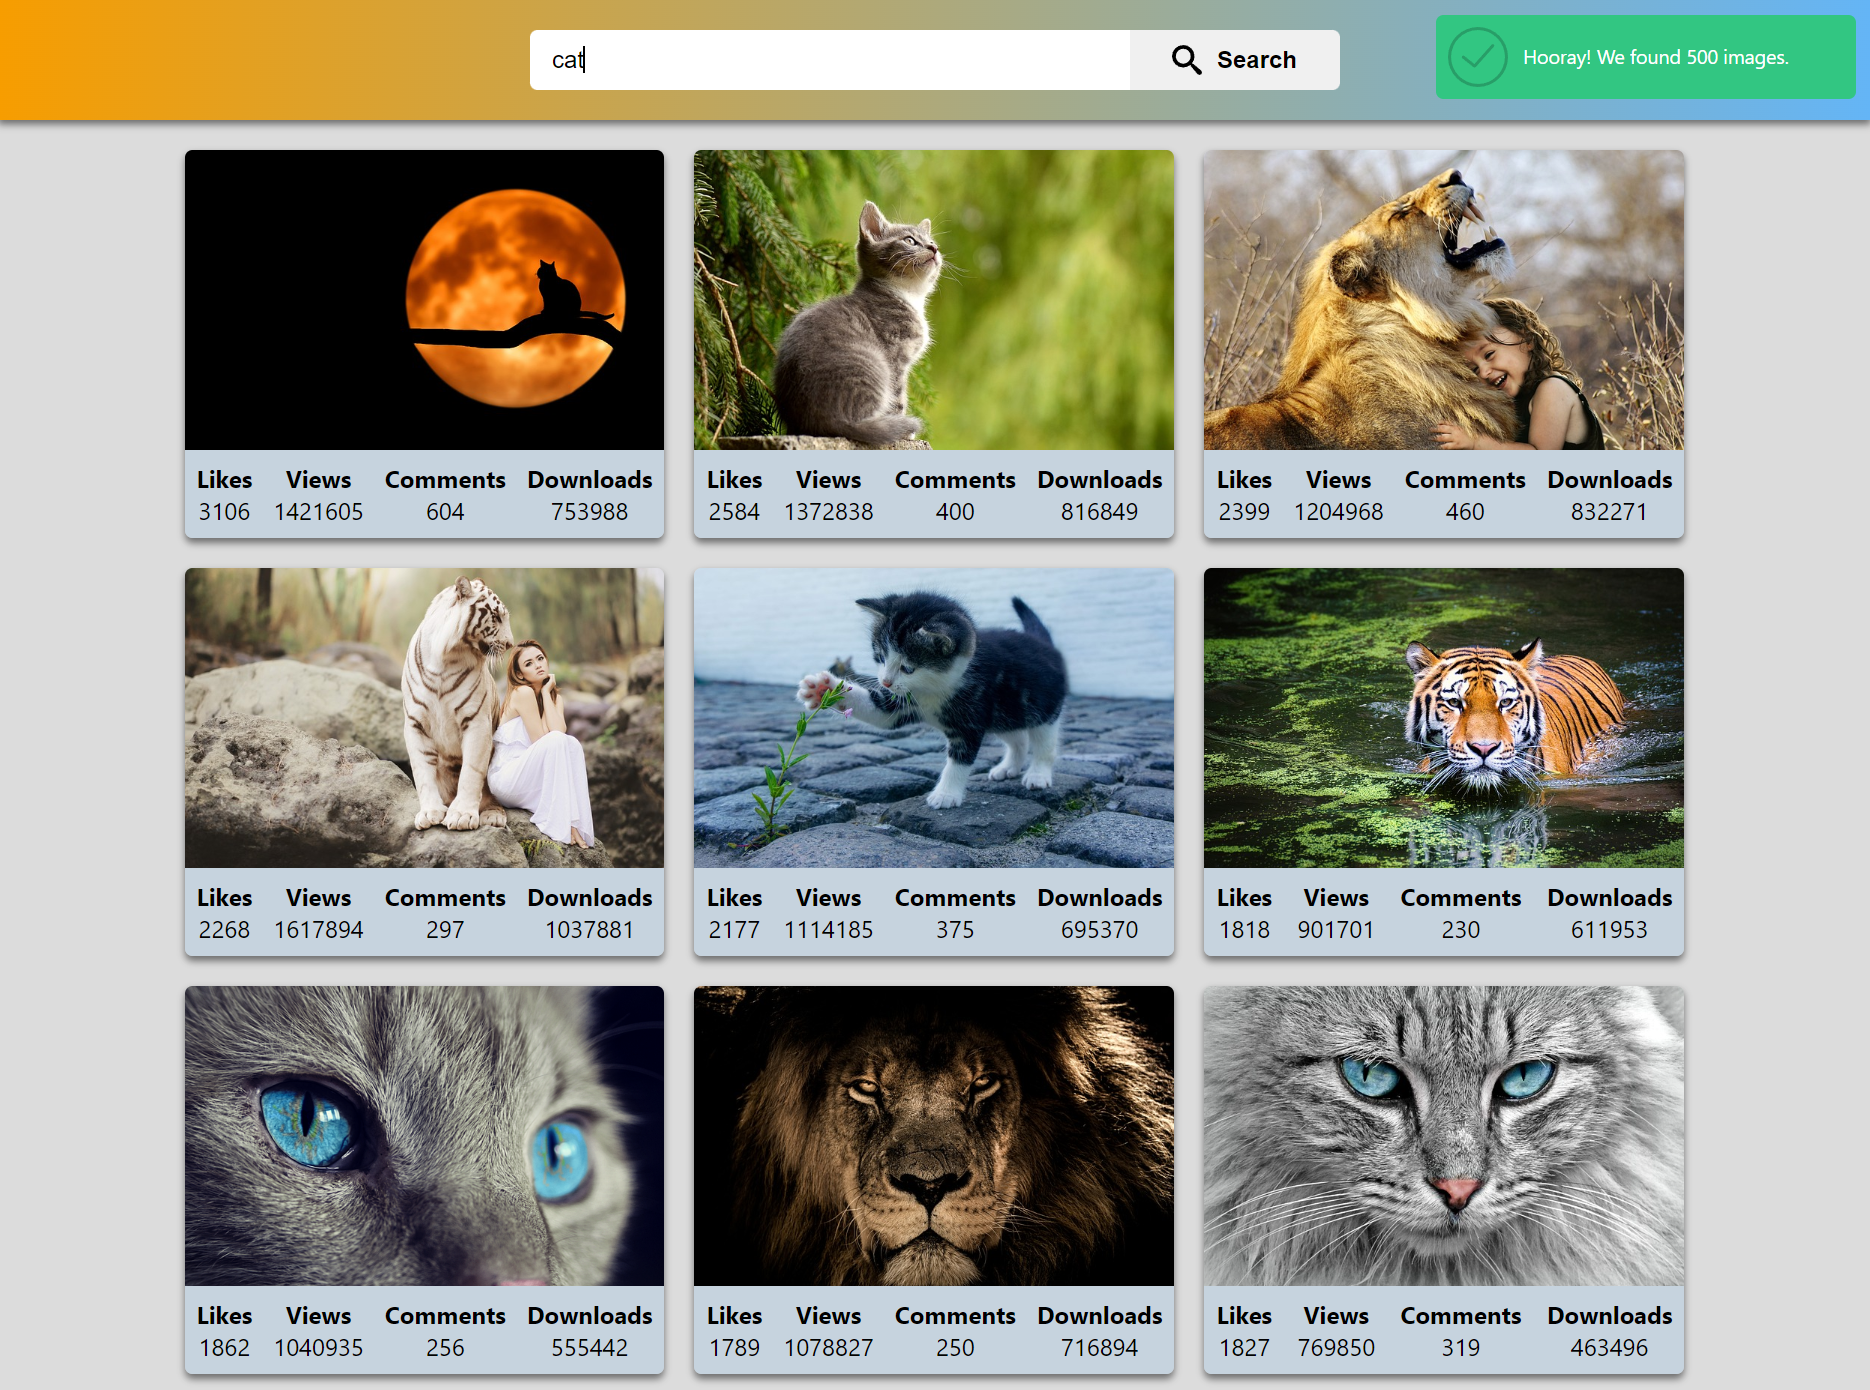 cat
Search
Hooray! We found 500 images.
Likes Views Comments Downloads
3106 1421605 604 753988
Likes Views Comments Downloads
2584 1372838 400 816849
Likes Views Comments Downloads
2399 1204968 460 832271
Likes Views Comments Downloads
2268 1617894 297 1037881
Likes Views Comments Downloads
2177 1114185 375 695370
Likes Views Comments Downloads
1818 901701 230 611953
Likes Views Comments Downloads
1862 1040935 256 555442
Likes Views Comments Downloads
1789 1078827 250 716894
Likes Views Comments Downloads
1827 769850 319 463496